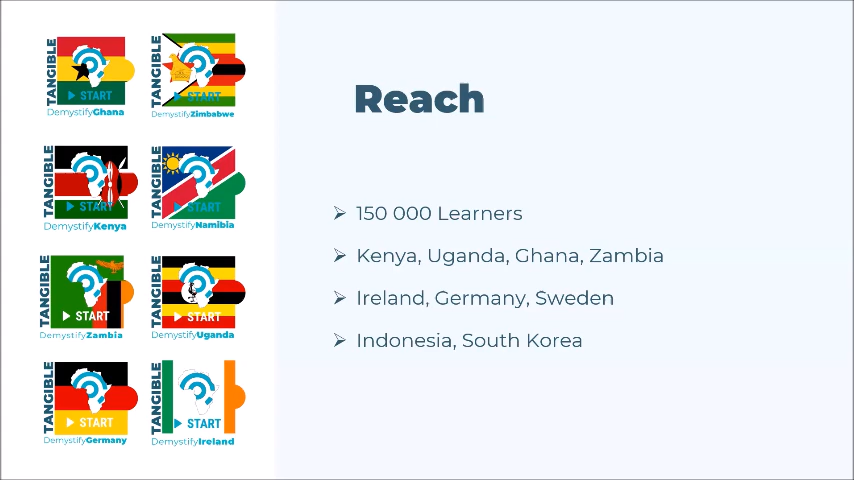 TANGIBLE
START
DemystifyGhana
TANGIBLE
START
DemystifyZimbabwe
TANGIBLE
START
DemystifyKenya
TANGIBLE
START
DemystifyNamibia
TANGIBLE
START
DemystifyZambia
TANGIBLE
START
DemystifyUganda
TANGIBLE
START
DemystifyGermany
TANGIBLE
START
DemystifyIreland
Reach
150 000 Learners
Kenya, Uganda, Ghana, Zambia
Ireland, Germany, Sweden
Indonesia, South Korea